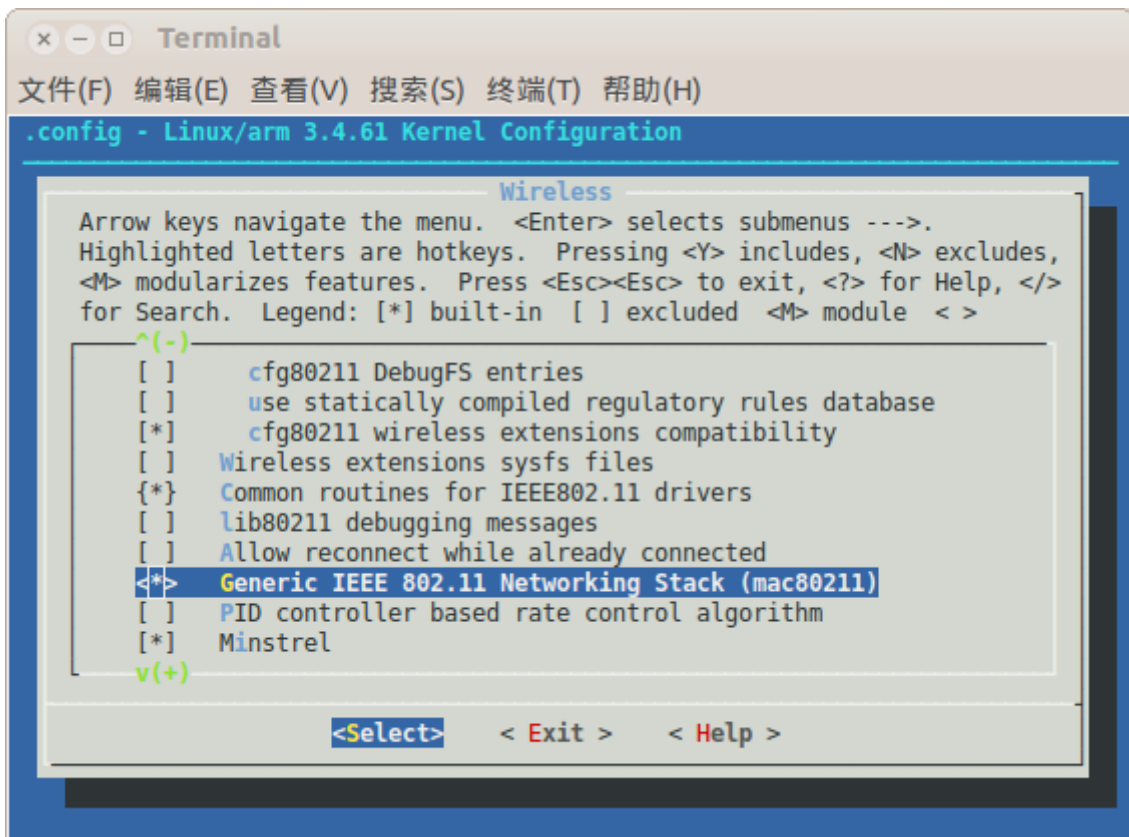 Terminal
文件(F) 编辑(E) 查看(V) 搜索(S) 终端(T) 帮助(H)
.config - Linux/arm 3.4.61 Kernel Configuration
Wireless
Arrow keys navigate the menu.  <Enter> selects submenus --->.
Highlighted letters are hotkeys.  Pressing <Y> includes, <N> excludes,
<M> modularizes features.  Press <Esc><Esc> to exit, <?> for Help, </>
for Search.  Legend: [*] built-in  [ ] excluded  <M> module  < >
^(-)
[ ]     cfg80211 DebugFS entries
[ ]     use statically compiled regulatory rules database
[*]     cfg80211 wireless extensions compatibility
[ ]   Wireless extensions sysfs files
{*}   Common routines for IEEE802.11 drivers
[ ]   lib80211 debugging messages
[ ]   Allow reconnect while already connected
<*>   Generic IEEE 802.11 Networking Stack (mac80211)
[ ]   PID controller based rate control algorithm
[*]   Minstrel
v(+)
<Select>    < Exit >    < Help >